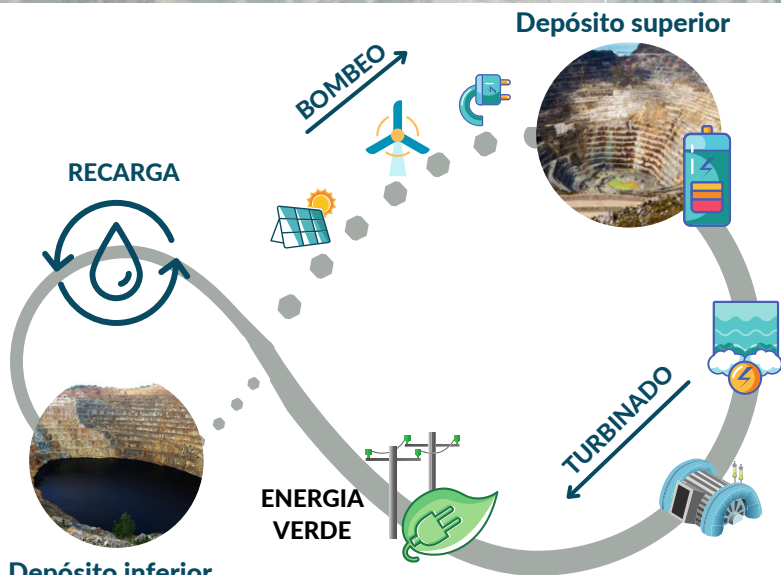 Depósito superior
BOMBEO
RECARGA
TURBINADO
ENERGIA
VERDE
Depósito inferior